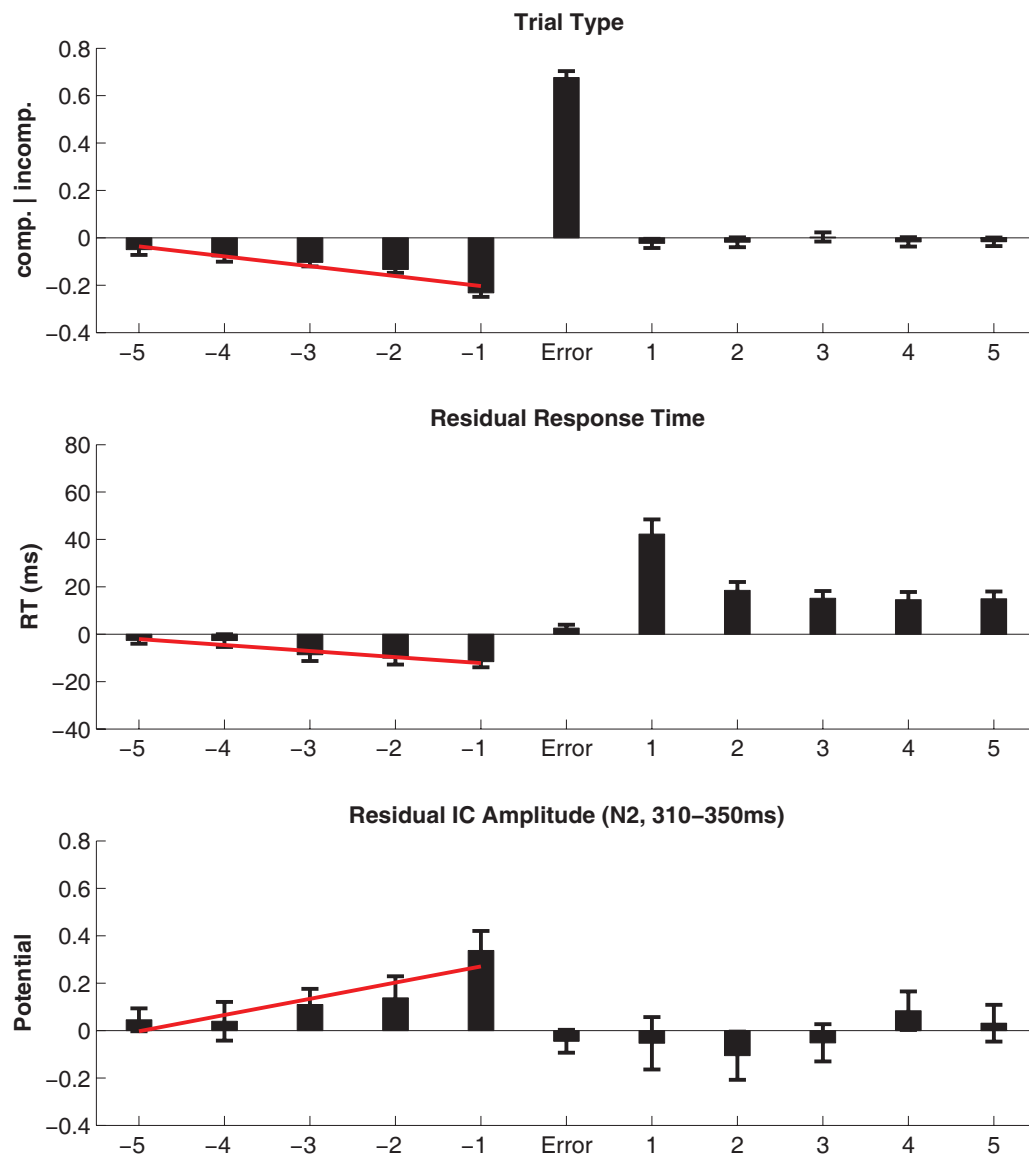 Trial Type
comp. | incomp.
0.8
0.6
0.4
0.2
0
−0.2
−0.4
−5 −4 −3 −2 −1 Error 1 2 3 4 5
Residual Response Time
RT (ms)
80
60
40
20
0
−20
−40
−5 −4 −3 −2 −1 Error 1 2 3 4 5
Residual IC Amplitude (N2, 310−350ms)
Potential
0.8
0.6
0.4
0.2
0
−0.2
−0.4
−5 −4 −3 −2 −1 Error 1 2 3 4 5